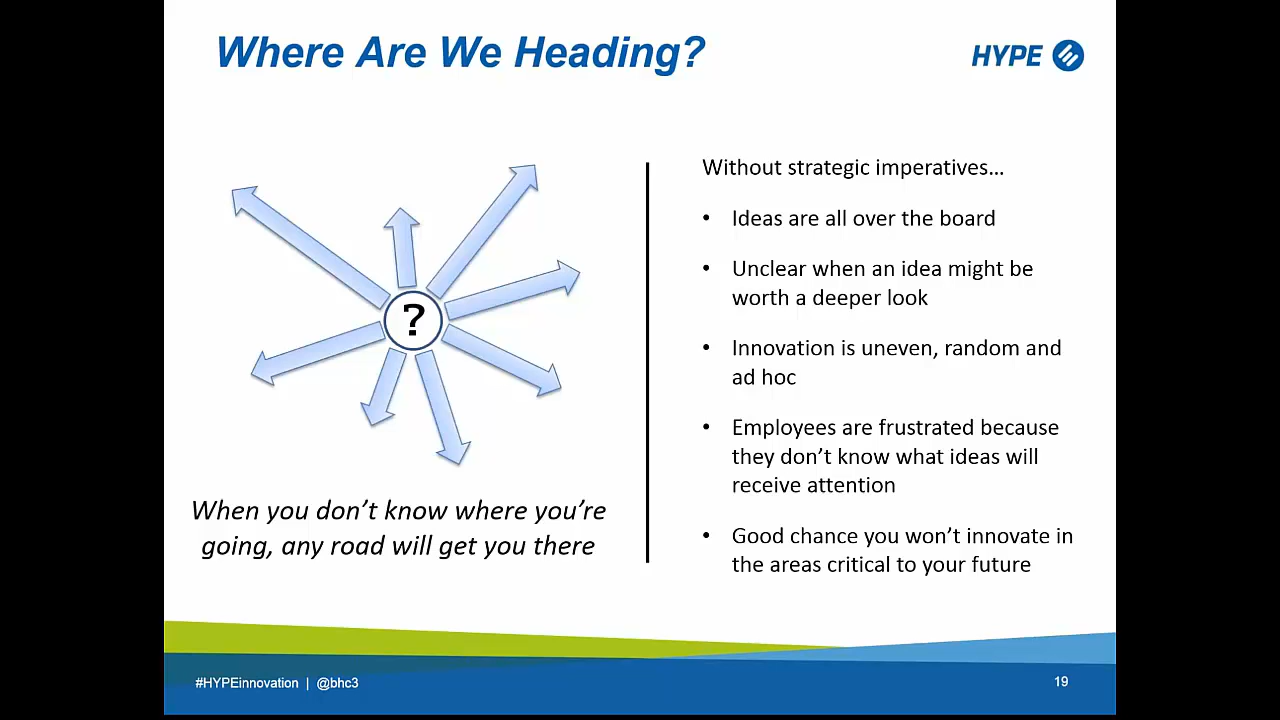 Where Are We Heading?
HYPE
?
When you don't know where you're
going, any road will get you there
Without strategic imperatives…
• Ideas are all over the board
• Unclear when an idea might be
worth a deeper look
• Innovation is uneven, random and
ad hoc
• Employees are frustrated because
they don't know what ideas will
receive attention
• Good chance you won't innovate in
the areas critical to your future
#HYPEinnovation | @bhc3
19